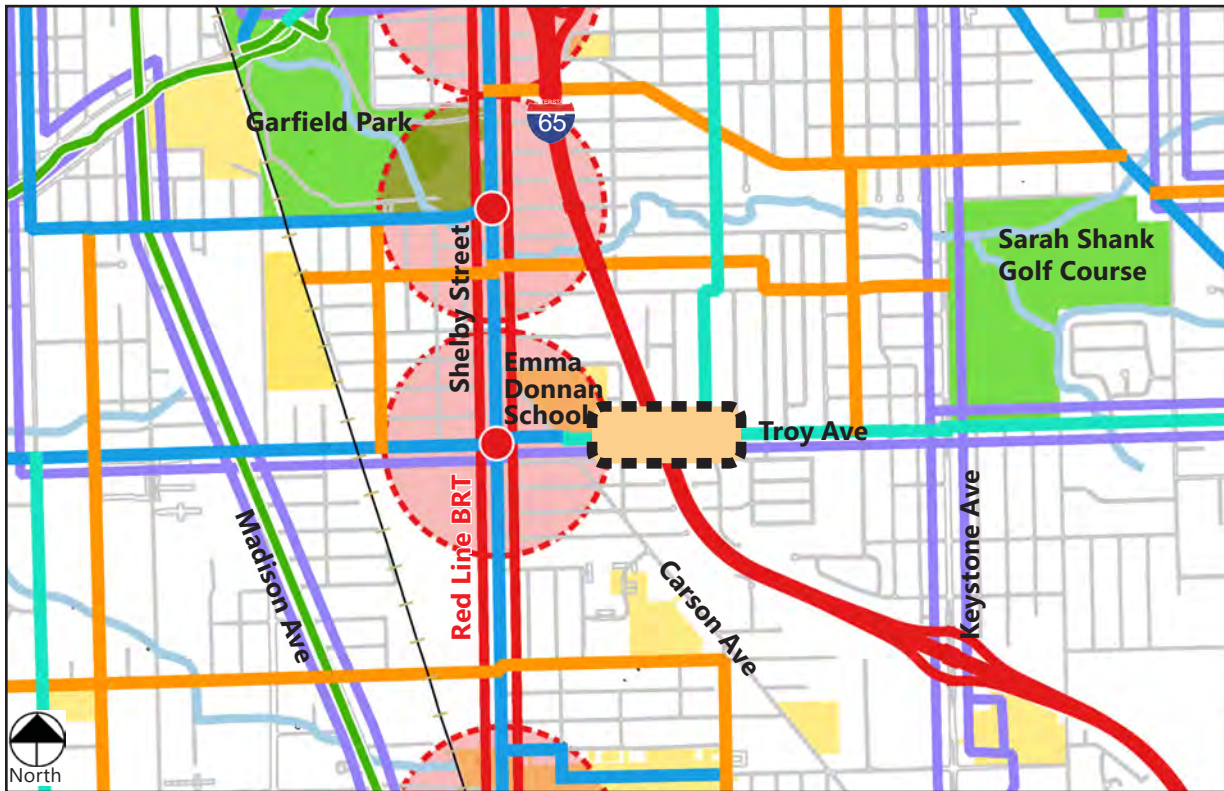 INTERSTATE
65
Garfield Park
Sarah Shank
Golf Course
Shelby Street
Emma
Donnan
School
Troy Ave
Red Line BRT
Madison Ave
Carson Ave
Keystone Ave
North